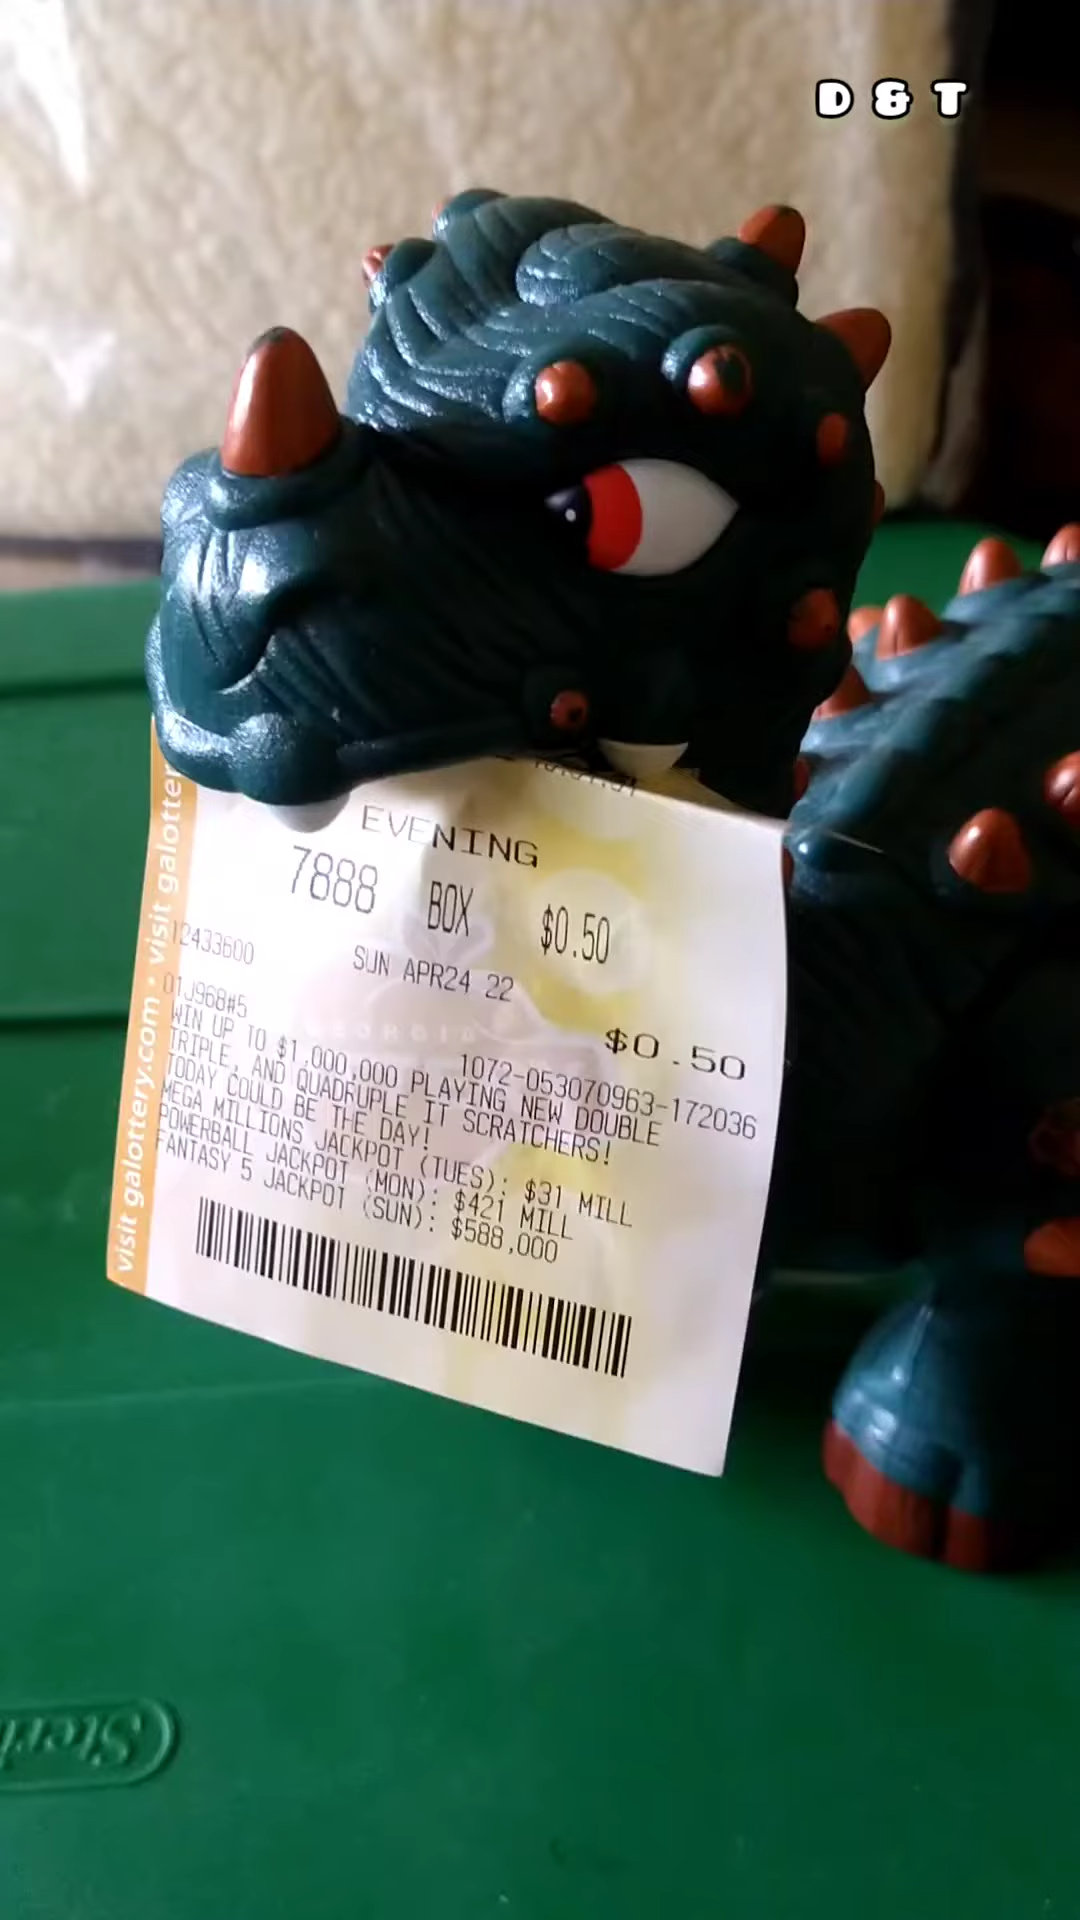 D & T
EVENING
7888 BOX $0.50
12433600 SUN APR24 22
01J968#5 $0.50
1072-053070963-172036
WIN UP TO $1,000,000 PLAYING NEW DOUBLE
TRIPLE, AND QUADRUPLE IT SCRATCHERS!
TODAY COULD BE THE DAY!
MEGA MILLIONS JACKPOT (TUES): $31 MILL
POWERBALL JACKPOT (MON): $421 MILL
FANTASY 5 JACKPOT (SUN): $588,000
visit galottery.com • visit galotter
GEORGIA